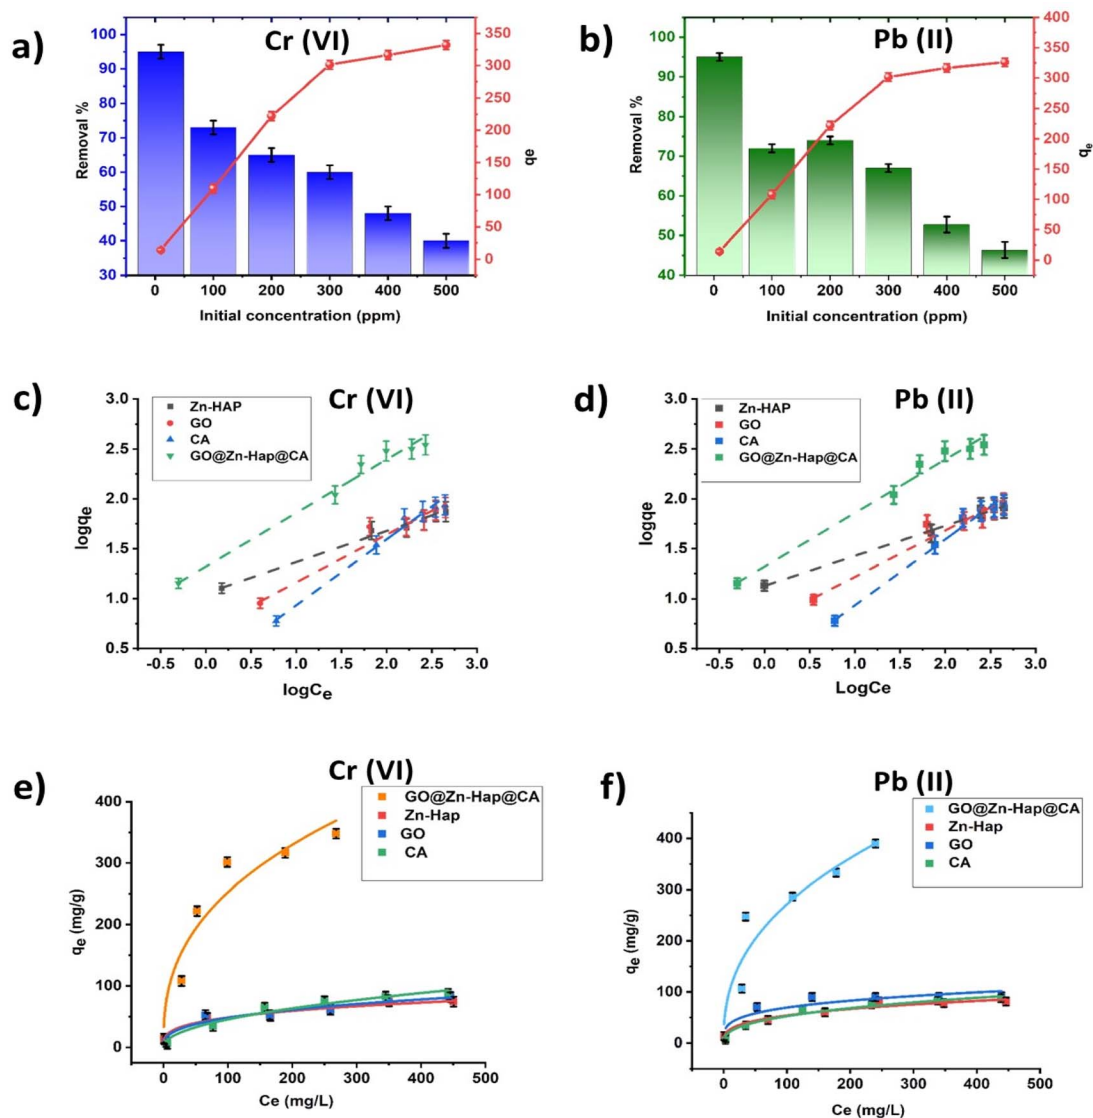 a)
Cr (VI)
Removal %
100
90
80
70
60
50
40
30
350
300
250
200
150
100
50
0
qe
0 100 200 300 400 500
Initial concentration (ppm)
b)
Pb (II)
Removal %
100
90
80
70
60
50
40
400
350
300
250
200
150
100
50
0
qe
0 100 200 300 400 500
Initial concentration (ppm)
c)
Cr (VI)
Zn-HAP
GO
CA
GO@Zn-Hap@CA
logqe
3.0
2.5
2.0
1.5
1.0
0.5
-0.5 0.0 0.5 1.0 1.5 2.0 2.5 3.0
logCe
d)
Pb (II)
Zn-HAP
GO
CA
GO@Zn-Hap@CA
logqe
3.0
2.5
2.0
1.5
1.0
0.5
-0.5 0.0 0.5 1.0 1.5 2.0 2.5 3.0
LogCe
e)
Cr (VI)
GO@Zn-Hap@CA
Zn-Hap
GO
CA
qe (mg/g)
400
300
200
100
0
0 100 200 300 400 500
Ce (mg/L)
f)
Pb (II)
GO@Zn-Hap@CA
Zn-Hap
GO
CA
qe (mg/g)
400
300
200
100
0
0 100 200 300 400 500
Ce (mg/L)